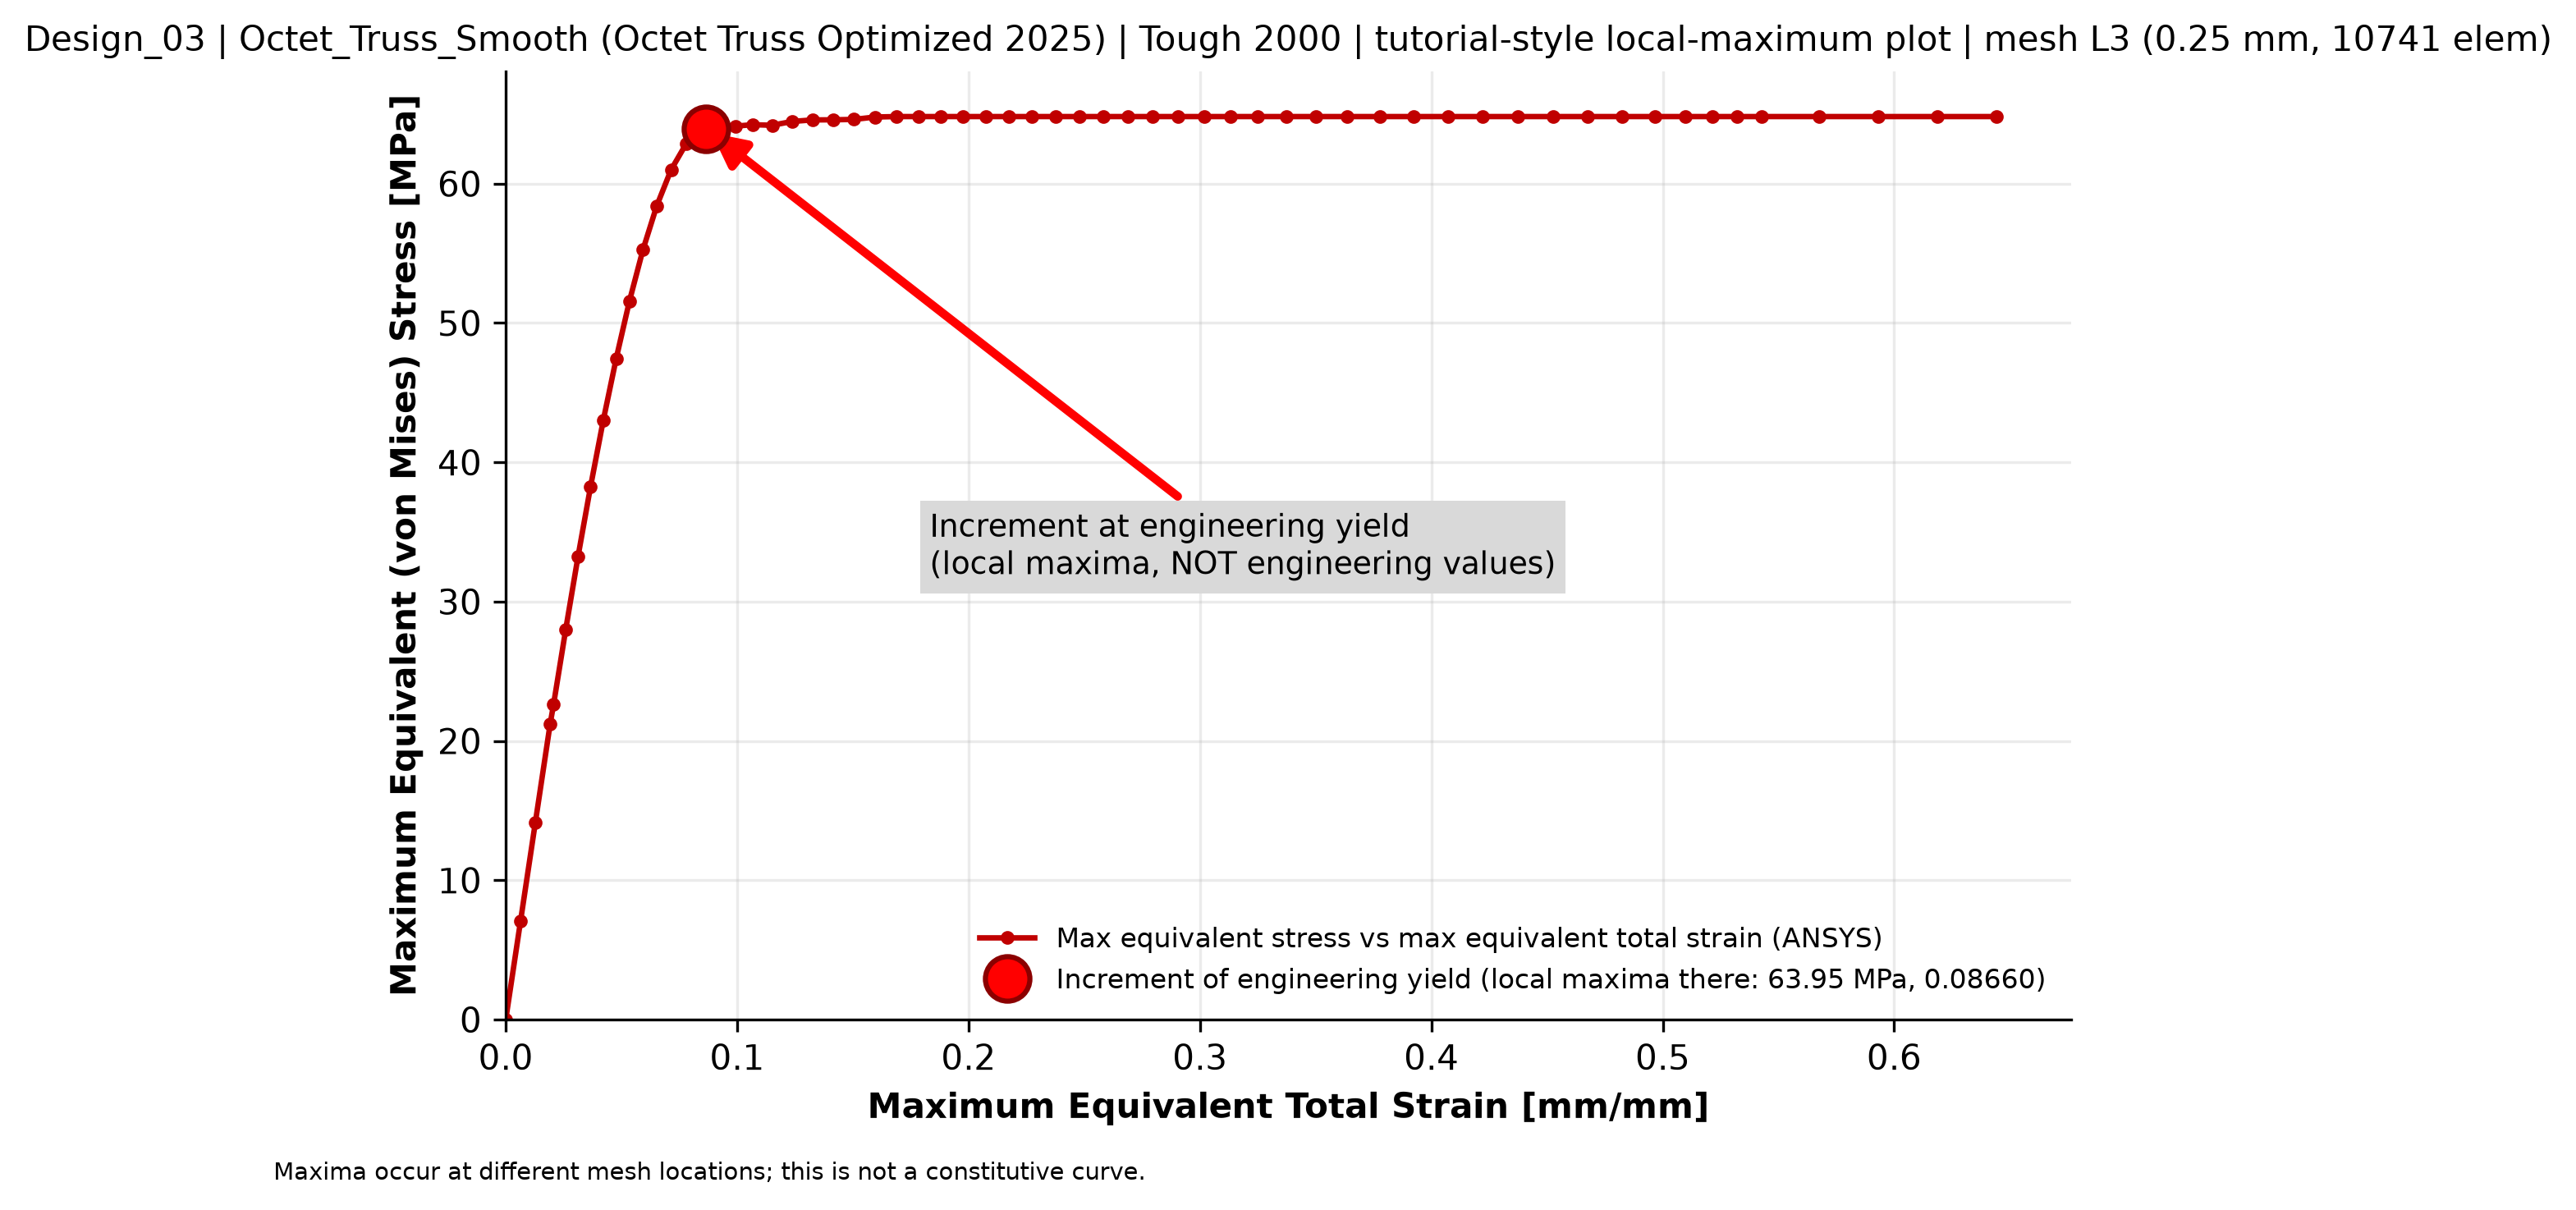 Design_03 | Octet_Truss_Smooth (Octet Truss Optimized 2025) | Tough 2000 | tutorial-style local-maximum plot | mesh L3 (0.25 mm, 10741 elem)
Maximum Equivalent (von Mises) Stress [MPa]
60
50
40
30
20
10
0
Increment at engineering yield
(local maxima, NOT engineering values)
Max equivalent stress vs max equivalent total strain (ANSYS)
Increment of engineering yield (local maxima there: 63.95 MPa, 0.08660)
0.0 0.1 0.2 0.3 0.4 0.5 0.6
Maximum Equivalent Total Strain [mm/mm]
Maxima occur at different mesh locations; this is not a constitutive curve.